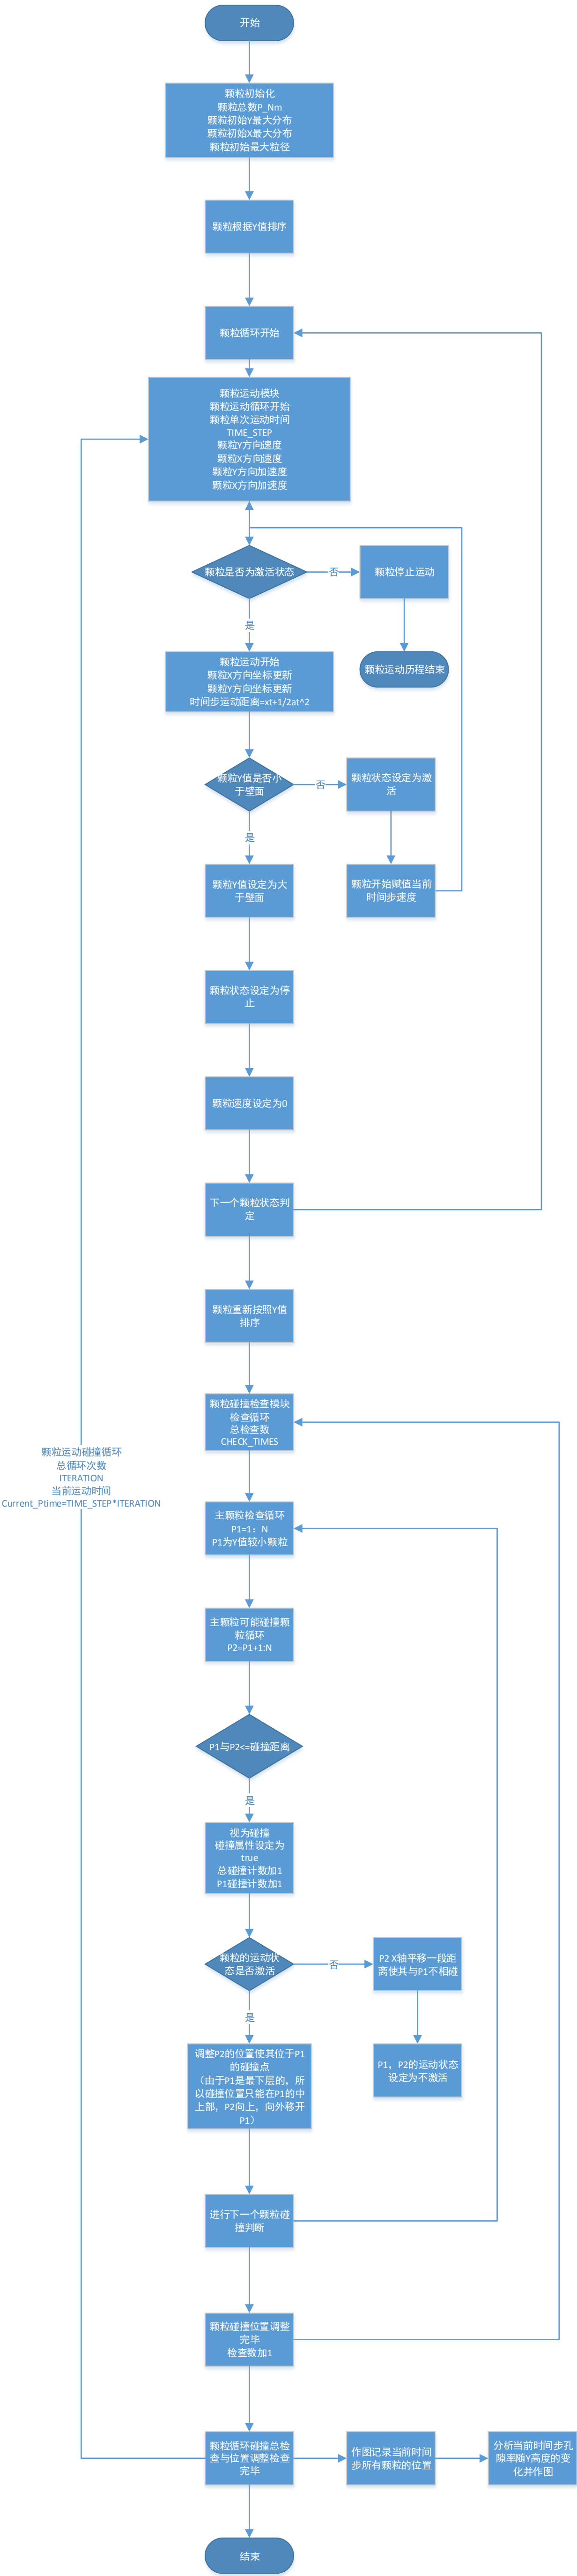 开始
颗粒初始化
颗粒总数P_Nm
颗粒初始Y最大分布
颗粒初始X最大分布
颗粒初始最大粒径
颗粒根据Y值排序
颗粒循环开始
颗粒运动模块
颗粒运动循环开始
颗粒单次运动时间
TIME_STEP
颗粒Y方向速度
颗粒X方向速度
颗粒Y方向加速度
颗粒X方向加速度
颗粒是否为激活状态
否
颗粒停止运动
颗粒运动历程结束
是
颗粒运动开始
颗粒X方向坐标更新
颗粒Y方向坐标更新
时间步运动距离=xt+1/2at^2
颗粒Y值是否小
于壁面
否
颗粒状态设定为激
活
颗粒开始赋值当前
时间步速度
是
颗粒Y值设定为大
于壁面
颗粒状态设定为停
止
颗粒速度设定为0
下一个颗粒状态判
定
颗粒重新按照Y值
排序
颗粒碰撞检查模块
检查循环
总检查数
CHECK_TIMES
颗粒运动碰撞循环
总循环次数
ITERATION
当前运动时间
Current_Ptime=TIME_STEP*ITERATION
主颗粒检查循环
P1=1：N
P1为Y值较小颗粒
主颗粒可能碰撞颗
粒循环
P2=P1+1:N
P1与P2<=碰撞距离
是
视为碰撞
碰撞属性设定为
true
总碰撞计数加1
P1碰撞计数加1
颗粒的运动状
态是否激活
否
P2 X轴平移一段距
离使其与P1不相碰
P1，P2的运动状态
设定为不激活
是
调整P2的位置使其位于P1
的碰撞点
（由于P1是最下层的，所
以碰撞位置只能在P1的中
上部，P2向上，向外移开
P1）
进行下一个颗粒碰
撞判断
颗粒碰撞位置调整
完毕
检查数加1
颗粒循环碰撞总检
查与位置调整检查
完毕
作图记录当前时间
步所有颗粒的位置
分析当前时间步孔
隙率随Y高度的变
化并作图
结束